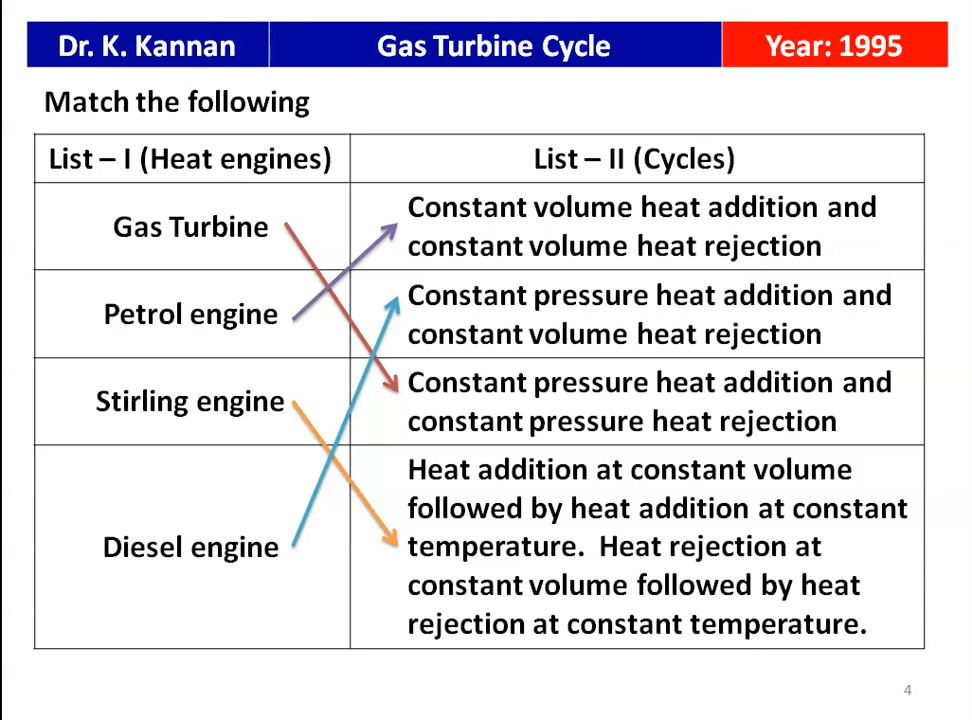 Dr. K. Kannan
Gas Turbine Cycle
Year: 1995
Match the following
List – I (Heat engines)
List – II (Cycles)
Gas Turbine
Constant volume heat addition and
constant volume heat rejection
Petrol engine
Constant pressure heat addition and
constant volume heat rejection
Stirling engine
Constant pressure heat addition and
constant pressure heat rejection
Diesel engine
Heat addition at constant volume
followed by heat addition at constant
temperature. Heat rejection at
constant volume followed by heat
rejection at constant temperature.
4